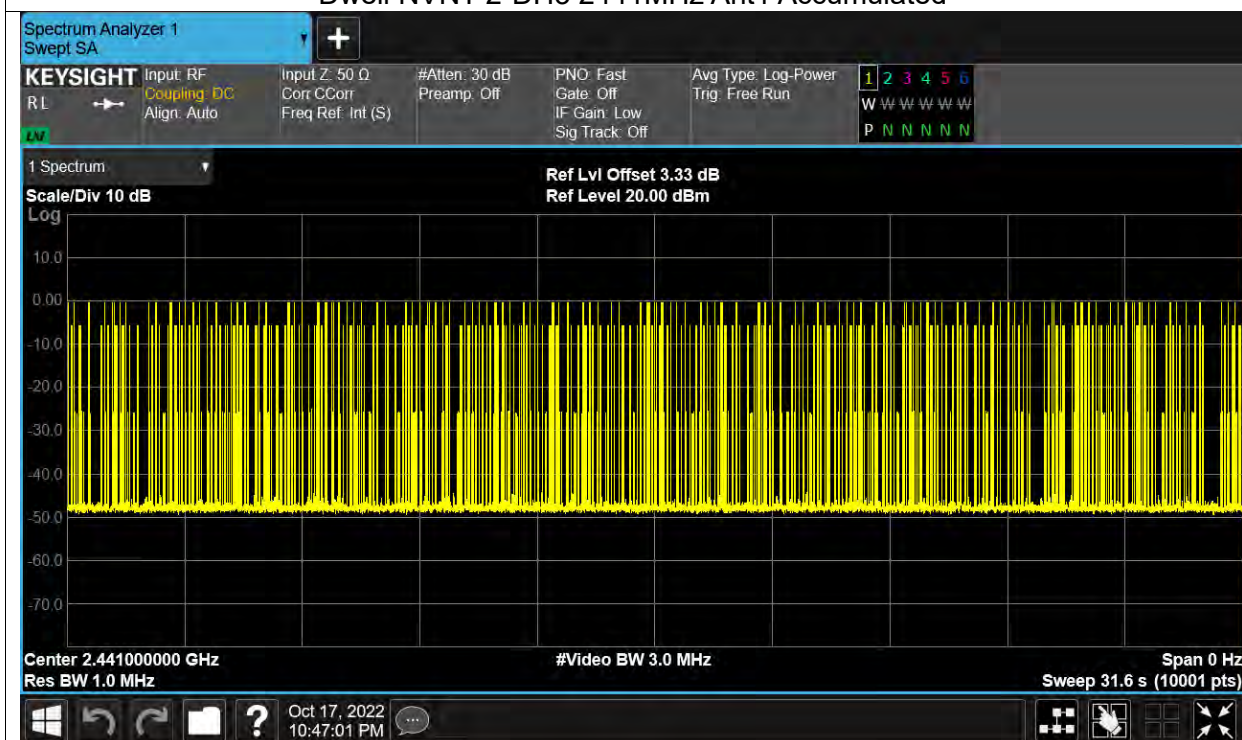 Spectrum Analyzer 1
Swept SA
+
KEYSIGHT Input: RF Input Z: 50 Ω #Atten: 30 dB PNO: Fast Avg Type: Log-Power 1 2 3 4 5 6
RL Coupling: DC Corr CCorr Preamp: Off Gate: Off Trig: Free Run W W W W W W
Align: Auto Freq Ref: Int (S) IF Gain: Low
Sig Track: Off P N N N N N
1 Spectrum Ref Lvl Offset 3.33 dB
Scale/Div 10 dB Ref Level 20.00 dBm
Log
10.0
0.00
-10.0
-20.0
-30.0
-40.0
-50.0
-60.0
-70.0
Center 2.441000000 GHz #Video BW 3.0 MHz Span 0 Hz
Res BW 1.0 MHz Sweep 31.6 s (10001 pts)
? Oct 17, 2022
10:47:01 PM